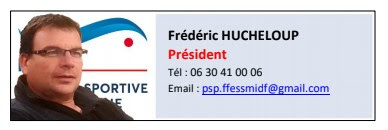 Frédéric HUCHELOUP
Président
Tél : 06 30 41 00 06
Email : psp.ffessmidf@gmail.com
SPORTIVE